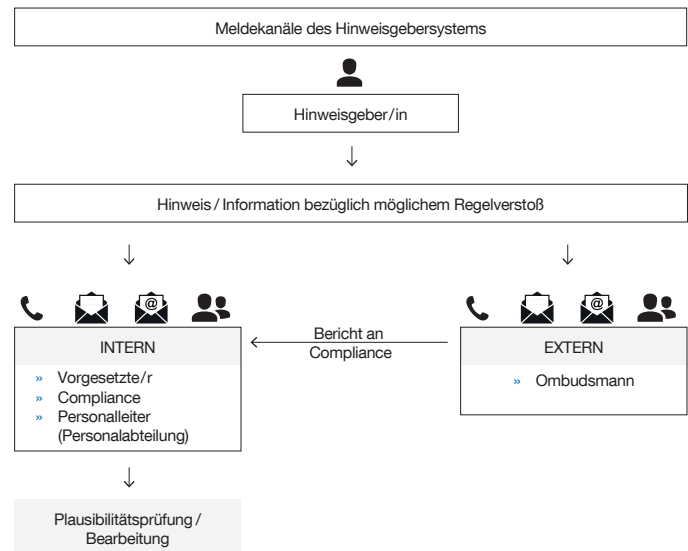 Meldekanäle des Hinweisgebersystems
Hinweisgeber/in
Hinweis / Information bezüglich möglichem Regelverstoß
@
@
INTERN
» Vorgesetzte/r
» Compliance
» Personalleiter
(Personalabteilung)
Bericht an
Compliance
EXTERN
» Ombudsmann
Plausibilitätsprüfung /
Bearbeitung